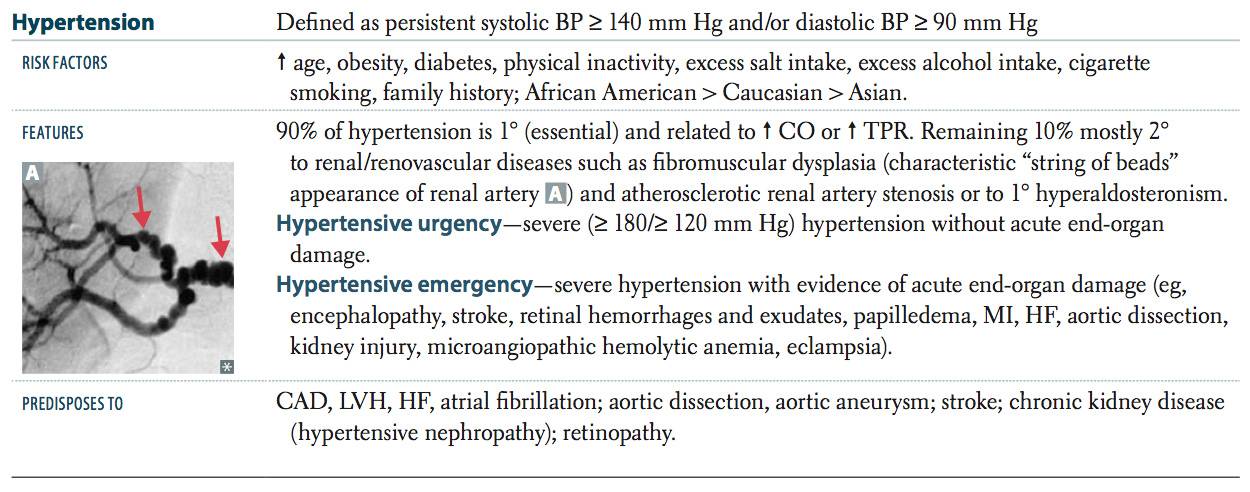 Hypertension
Defined as persistent systolic BP ≥ 140 mm Hg and/or diastolic BP ≥ 90 mm Hg
RISK FACTORS
↑ age, obesity, diabetes, physical inactivity, excess salt intake, excess alcohol intake, cigarette
smoking, family history; African American > Caucasian > Asian.
FEATURES
A
*
90% of hypertension is 1° (essential) and related to ↑ CO or ↑ TPR. Remaining 10% mostly 2°
to renal/renovascular diseases such as fibromuscular dysplasia (characteristic “string of beads”
appearance of renal artery A) and atherosclerotic renal artery stenosis or to 1° hyperaldosteronism.
Hypertensive urgency—severe (≥ 180/≥ 120 mm Hg) hypertension without acute end-organ
damage.
Hypertensive emergency—severe hypertension with evidence of acute end-organ damage (eg,
encephalopathy, stroke, retinal hemorrhages and exudates, papilledema, MI, HF, aortic dissection,
kidney injury, microangiopathic hemolytic anemia, eclampsia).
PREDISPOSES TO
CAD, LVH, HF, atrial fibrillation; aortic dissection, aortic aneurysm; stroke; chronic kidney disease
(hypertensive nephropathy); retinopathy.